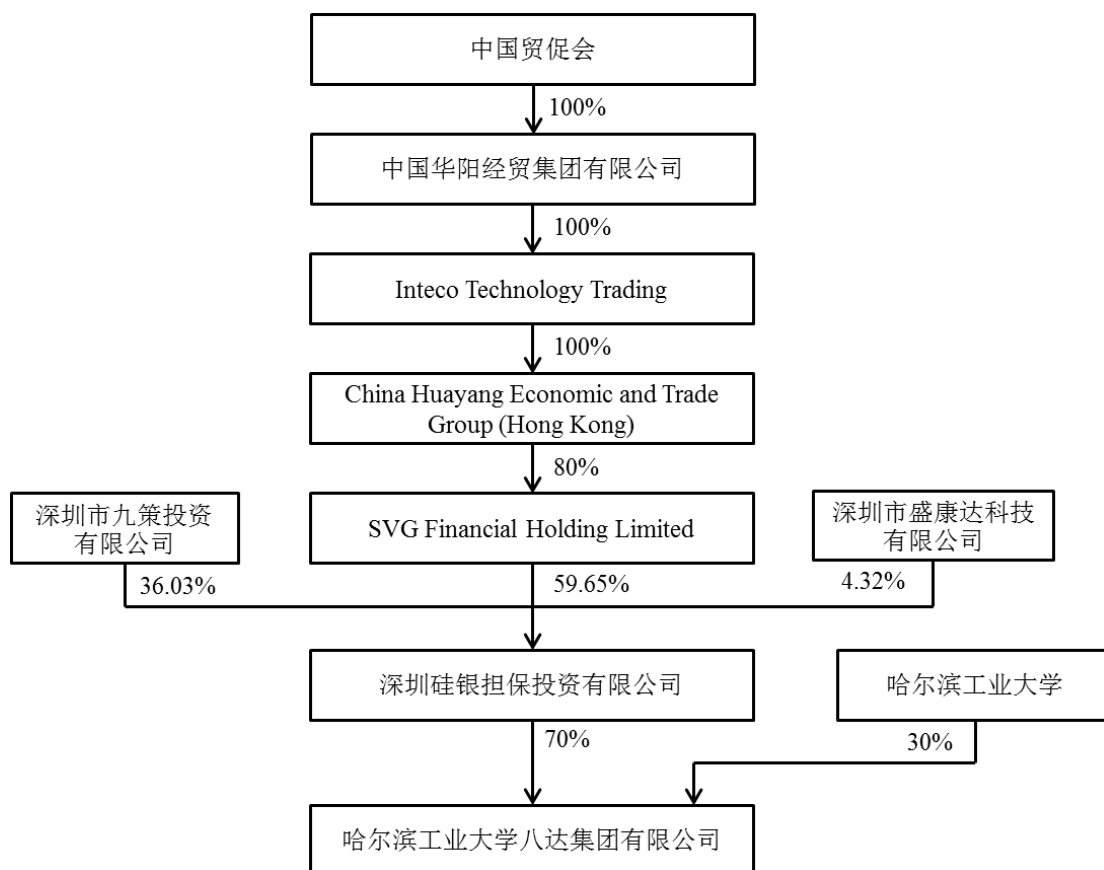 中国贸促会
100%
中国华阳经贸集团有限公司
100%
Inteco Technology Trading
100%
China Huayang Economic and Trade
Group (Hong Kong)
80%
深圳市九策投资
有限公司
SVG Financial Holding Limited
深圳市盛康达科技
有限公司
36.03%
59.65%
4.32%
深圳硅银担保投资有限公司
哈尔滨工业大学
70%
30%
哈尔滨工业大学八达集团有限公司